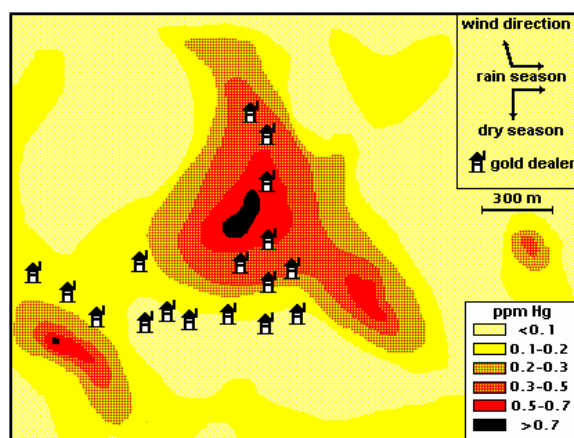 wind direction
rain season
dry season
gold dealer
300 m
ppm Hg
<0.1
0.1-0.2
0.2-0.3
0.3-0.5
0.5-0.7
>0.7